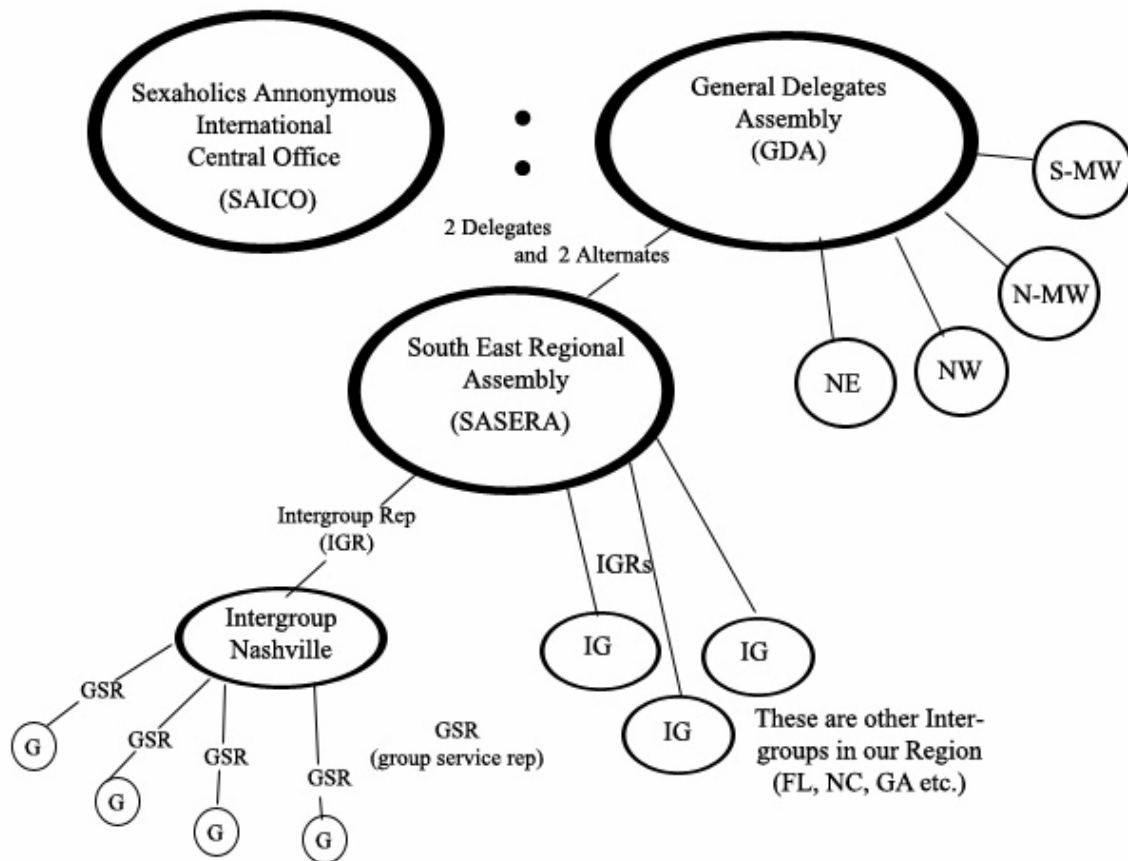 Sexaholics Annonymous
International
Central Office
(SAICO)
General Delegates
Assembly
(GDA)
S-MW
N-MW
NW
NE
2 Delegates
and 2 Alternates
South East Regional
Assembly
(SASERA)
Intergroup Rep
(IGR)
IGRs
Intergroup
Nashville
IG
IG
IG
These are other Inter-
groups in our Region
(FL, NC, GA etc.)
GSR
GSR
GSR
GSR
GSR
(group service rep)
G
G
G
G